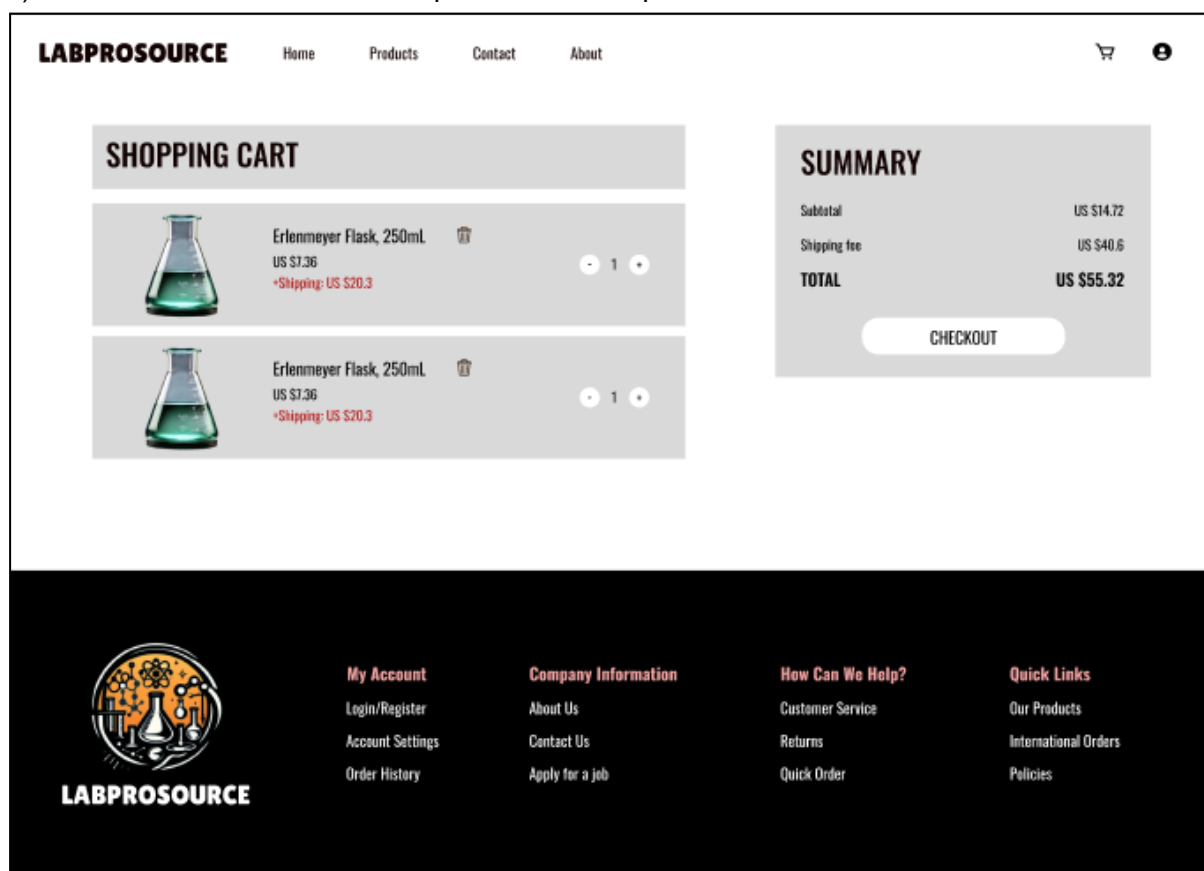 LABPROSOURCE
Home
Products
Contact
About
SHOPPING CART
Erlenmeyer Flask, 250mL
US $7.36
+Shipping: US $20.3
- 1 +
Erlenmeyer Flask, 250mL
US $7.36
+Shipping: US $20.3
- 1 +
SUMMARY
Subtotal US $14.72
Shipping fee US $40.6
TOTAL US $55.32
CHECKOUT
LABPROSOURCE
My Account
Login/Register
Account Settings
Order History
Company Information
About Us
Contact Us
Apply for a job
How Can We Help?
Customer Service
Returns
Quick Order
Quick Links
Our Products
International Orders
Policies